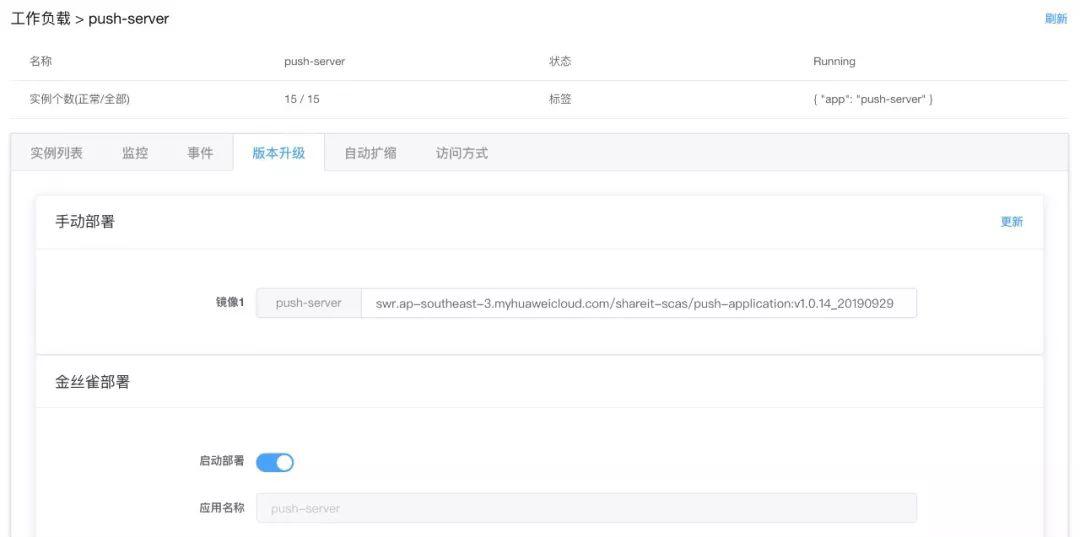 工作负载 > push-server 刷新
名称 push-server 状态 Running
实例个数(正常/全部) 15 / 15 标签 { "app": "push-server" }
实例列表 监控 事件 版本升级 自动扩缩 访问方式
手动部署 更新
镜像1 push-server swr.ap-southeast-3.myhuaweicloud.com/shareit-scas/push-application:v1.0.14_20190929
金丝雀部署
启动部署
应用名称 push-server